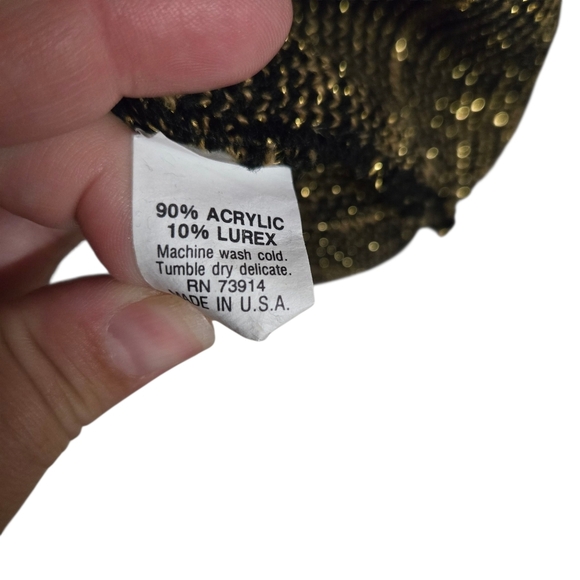 90% ACRYLIC
10% LUREX
Machine wash cold.
Tumble dry delicate.
RN 73914
MADE IN U.S.A.